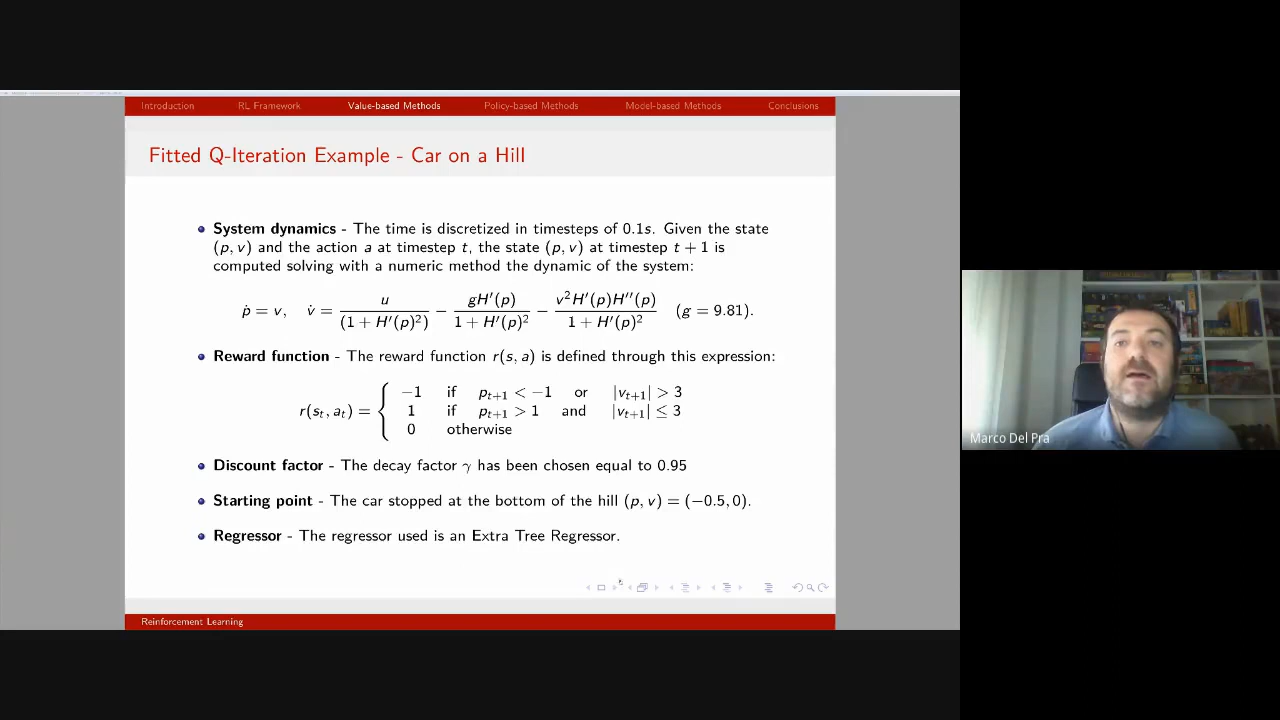 Introduction RL Framework Value-based Methods Policy-based Methods Model-based Methods Conclusions
Fitted Q-Iteration Example - Car on a Hill
System dynamics - The time is discretized in timesteps of 0.1s. Given the state
(p, v) and the action a at timestep t, the state (p, v) at timestep t + 1 is
computed solving with a numeric method the dynamic of the system:
ṗ = v, v̇ = u / (1 + H′(p)²) − gH′(p) / 1 + H′(p)² − v²H′(p)H′′(p) / 1 + H′(p)² (g = 9.81).
Reward function - The reward function r(s, a) is defined through this expression:
−1 if pₜ₊₁ < −1 or |vₜ₊₁| > 3
r(sₜ, aₜ) = { 1 if pₜ₊₁ > 1 and |vₜ₊₁| ≤ 3
0 otherwise
Discount factor - The decay factor γ has been chosen equal to 0.95
Starting point - The car stopped at the bottom of the hill (p, v) = (−0.5, 0).
Regressor - The regressor used is an Extra Tree Regressor.
Reinforcement Learning
Marco Del Pra